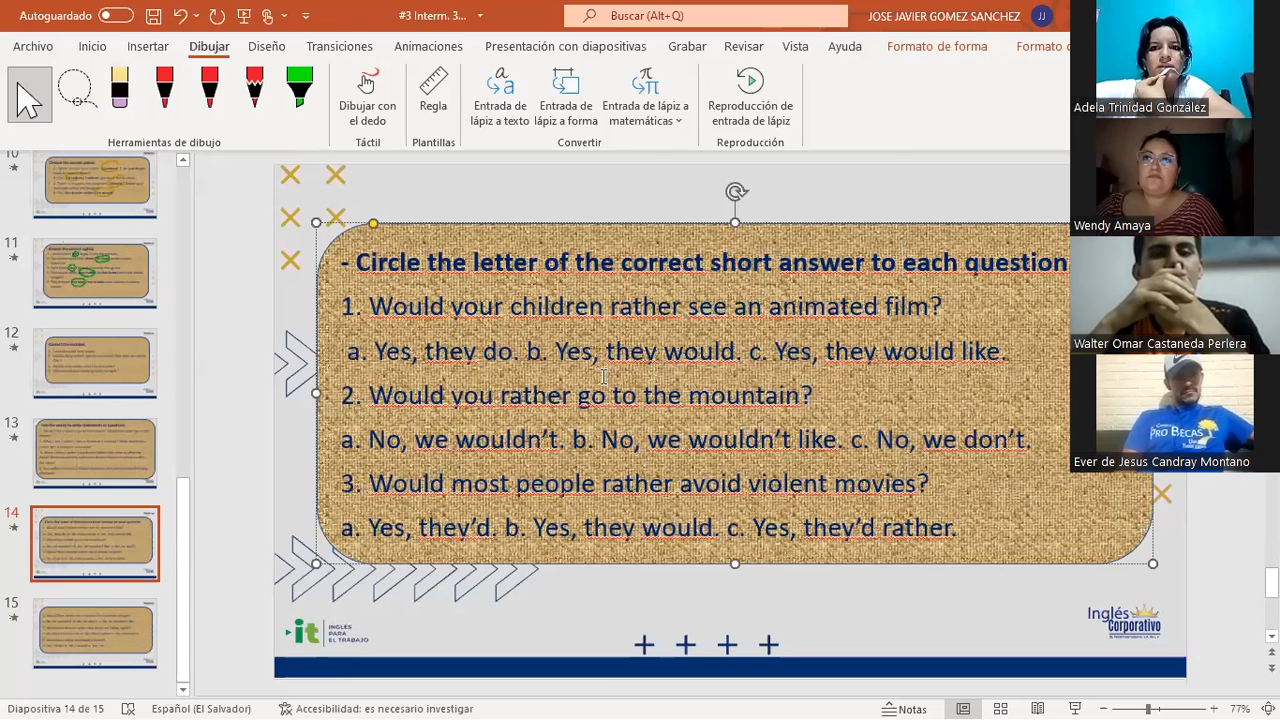 Autoguardado
#3 Interm. 3...
Buscar (Alt+Q)
JOSE JAVIER GOMEZ SANCHEZ
JJ
Archivo Inicio Insertar Dibujar Diseño Transiciones Animaciones Presentación con diapositivas Grabar Revisar Vista Ayuda Formato de forma Formato
Dibujar con el dedo
Regla
Entrada de lápiz a texto
Entrada de lápiz a forma
Entrada de lápiz a matemáticas
Reproducción de entrada de lápiz
Herramientas de dibujo
Táctil
Plantillas
Convertir
Reproducción
10
11
12
13
14
15
- Circle the letter of the correct short answer to each question
1. Would your children rather see an animated film?
a. Yes, they do. b. Yes, they would. c. Yes, they would like.
2. Would you rather go to the mountain?
a. No, we wouldn't. b. No, we wouldn't like. c. No, we don't.
3. Would most people rather avoid violent movies?
a. Yes, they'd. b. Yes, they would. c. Yes, they'd rather.
it INGLÉS
PARA
EL TRABAJO
Inglés
Corporativo
Adela Trinidad González
Wendy Amaya
Walter Omar Castaneda Perlera
PRO BECAS
Ever de Jesus Candray Montano
Diapositiva 14 de 15
Español (El Salvador)
Accesibilidad: es necesario investigar
Notas
77%